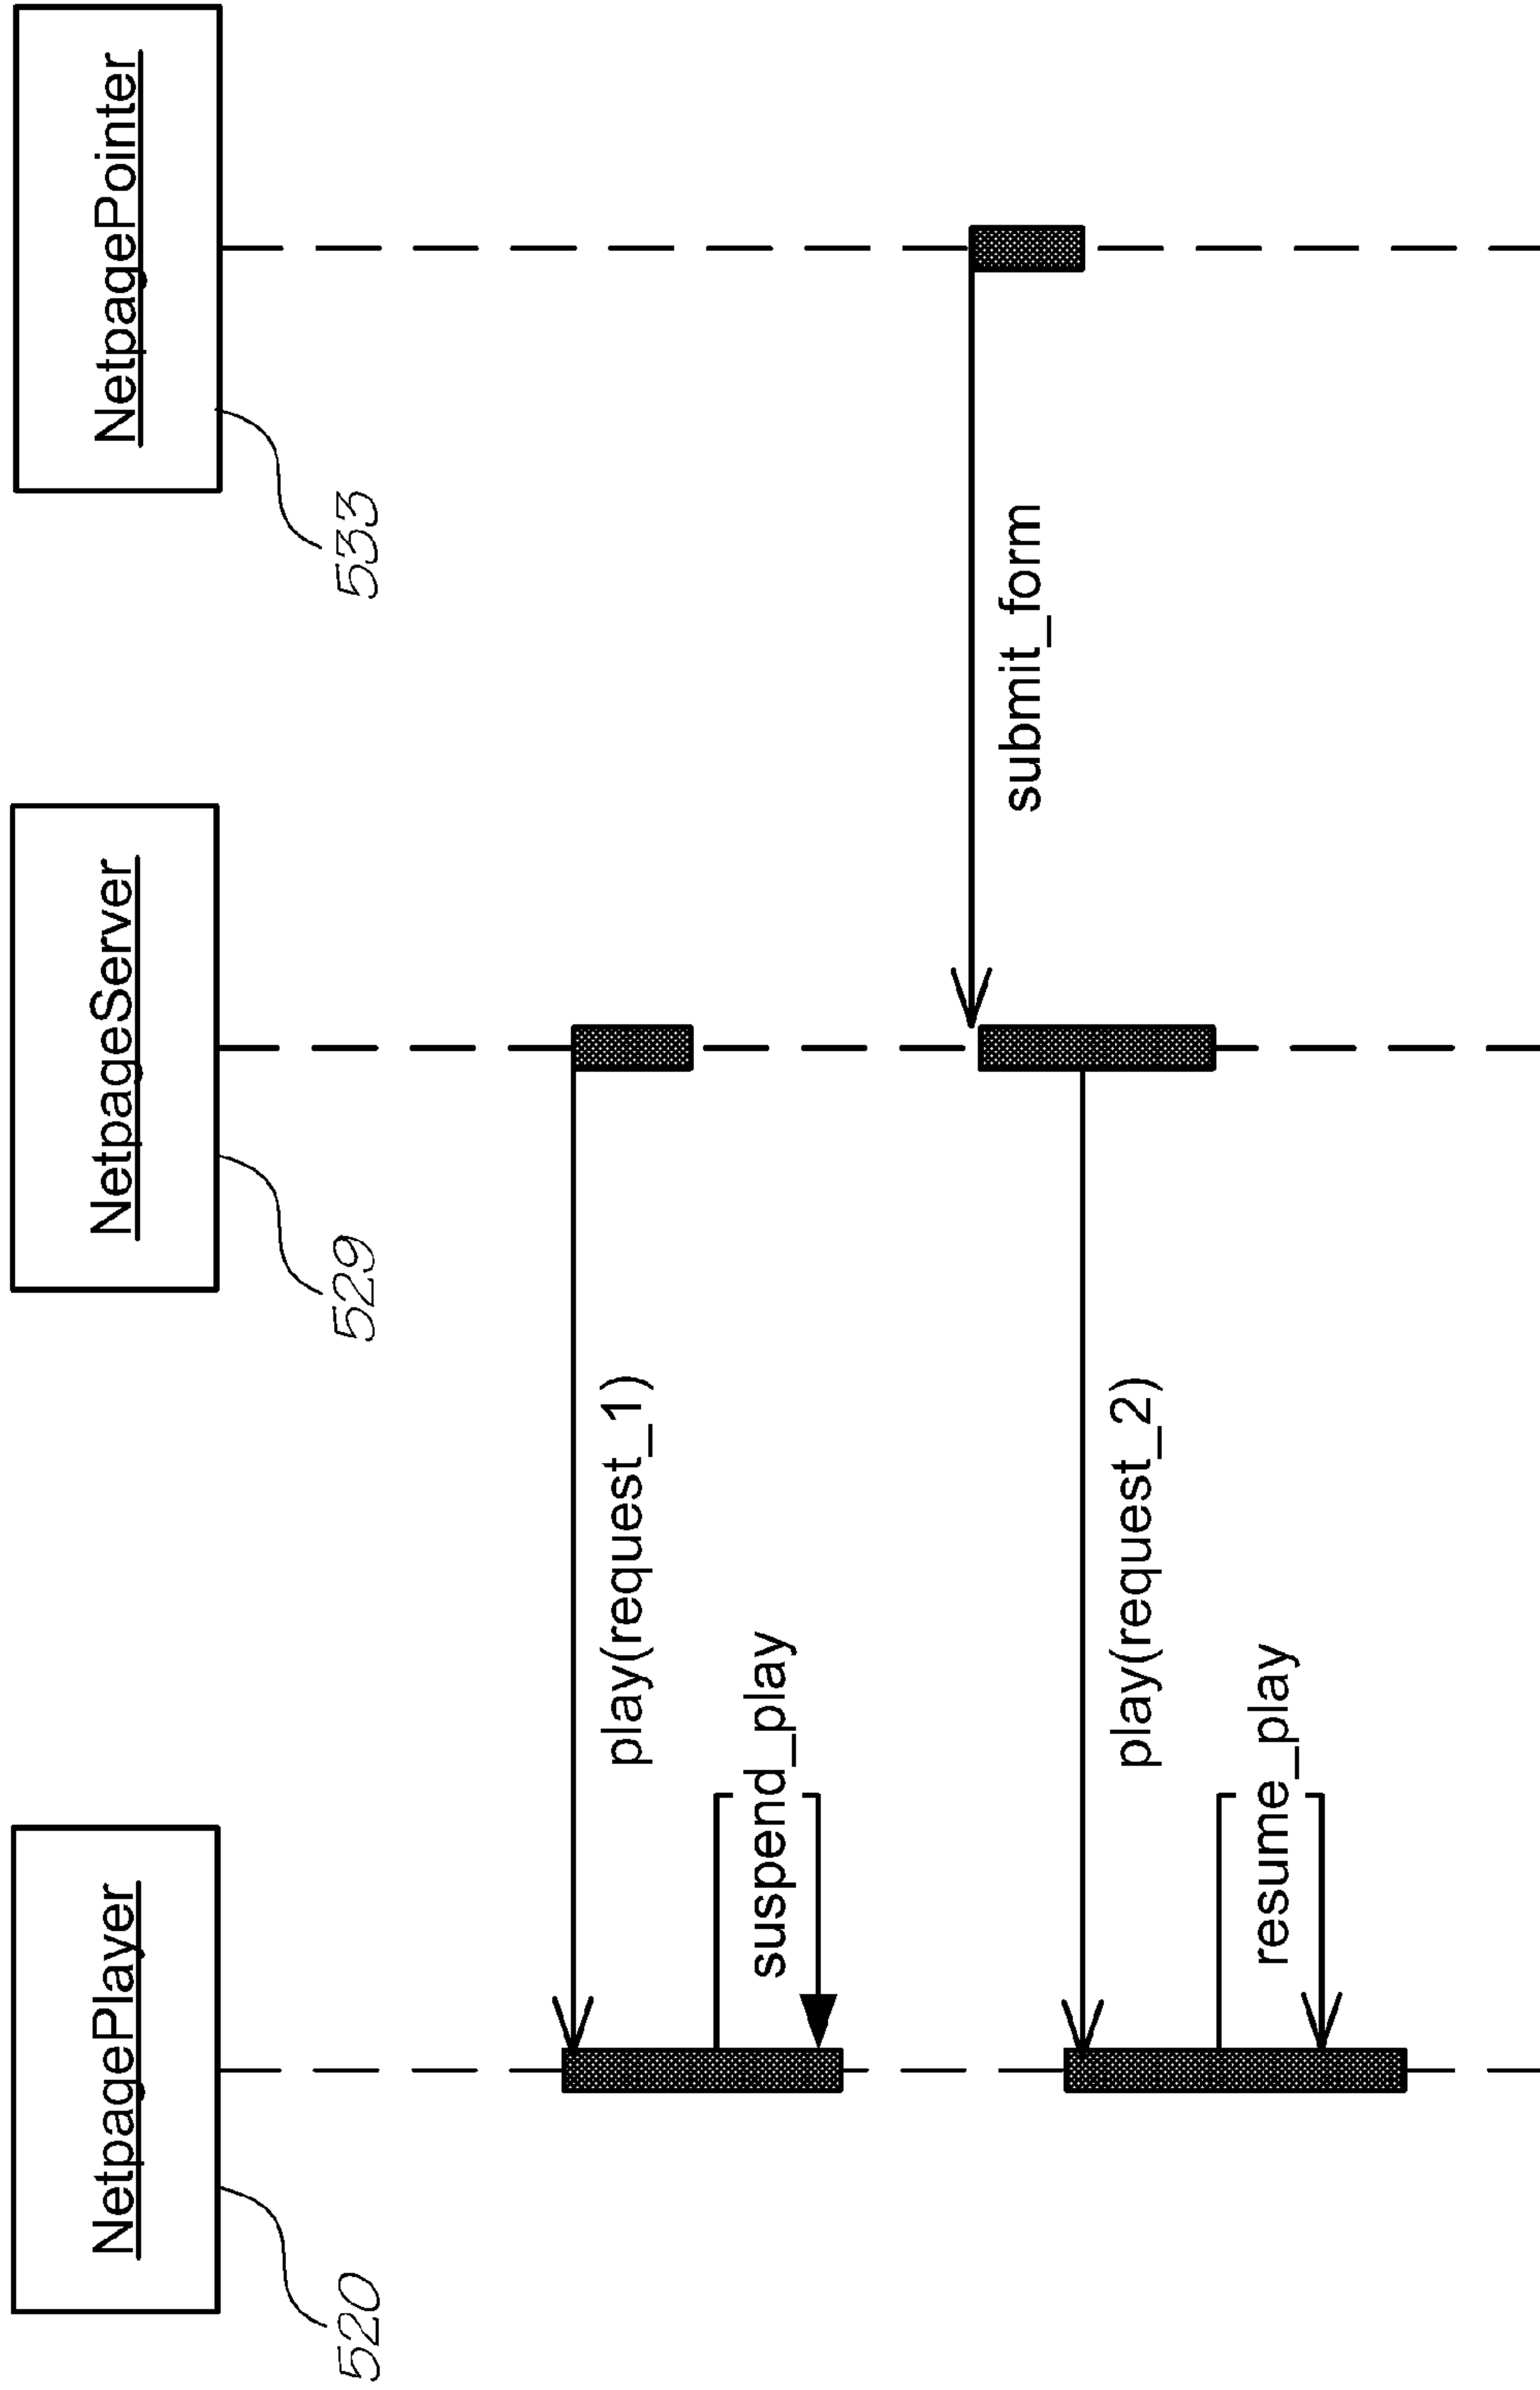 NetpagePlayer
NetpageServer
NetpagePointer
520
529
533
play(request_1)
suspend_play
submit_form
play(request_2)
resume_play